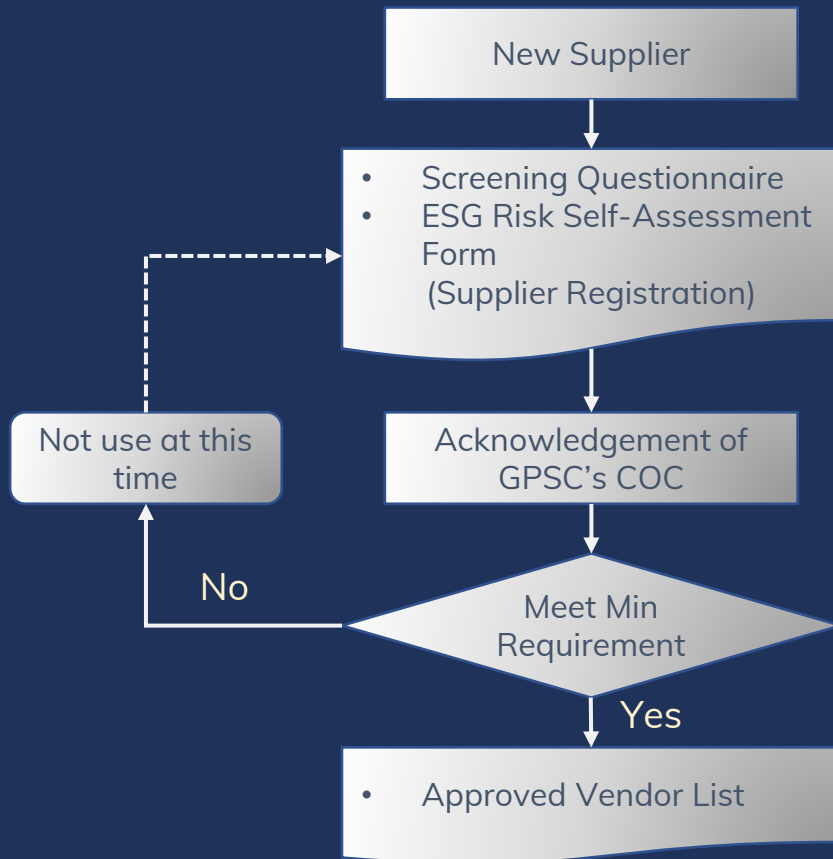 New Supplier
• Screening Questionnaire
• ESG Risk Self-Assessment
Form
(Supplier Registration)
Not use at this
time
Acknowledgement of
GPSC’s COC
No
Meet Min
Requirement
Yes
• Approved Vendor List